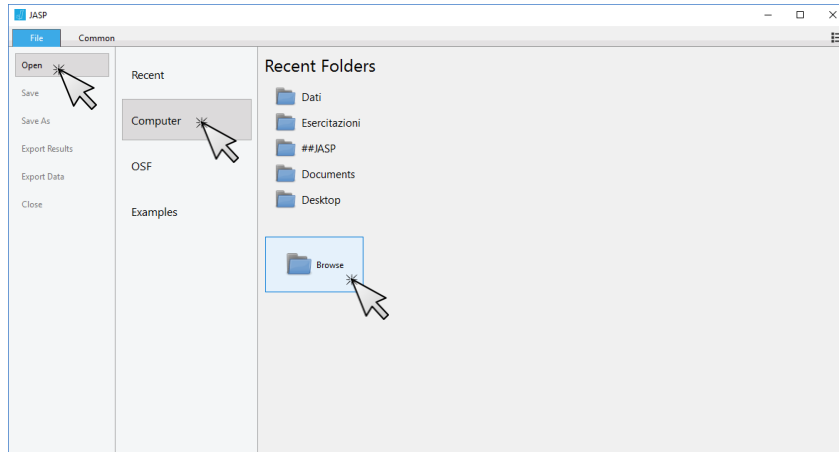 JASP
File
Common
Open
Save
Save As
Export Results
Export Data
Close
Recent
Computer
OSF
Examples
Recent Folders
Dati
Esercitazioni
##JASP
Documents
Desktop
Browse